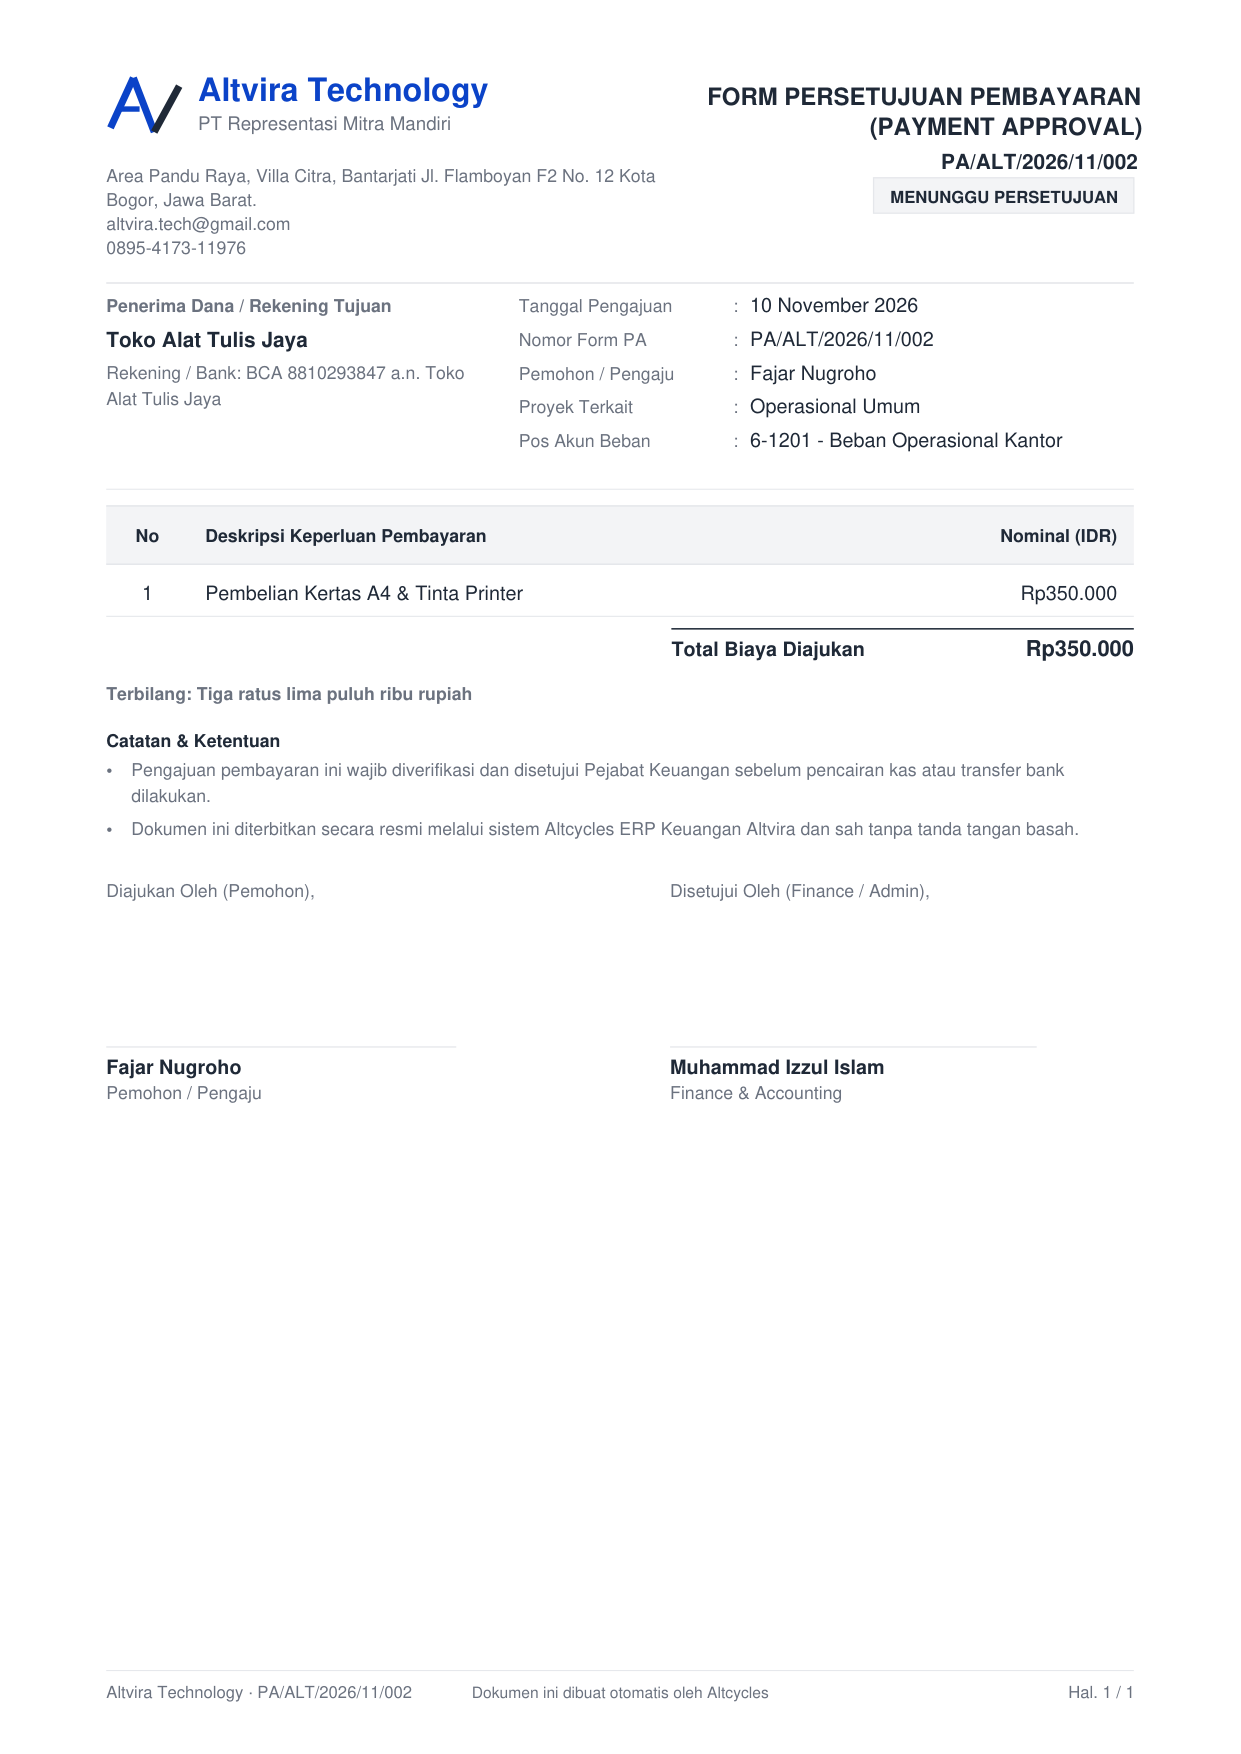 Altvira Technology
PT Representasi Mitra Mandiri
Area Pandu Raya, Villa Citra, Bantarjati Jl. Flamboyan F2 No. 12 Kota
Bogor, Jawa Barat.
altvira.tech@gmail.com
0895-4173-11976
FORM PERSETUJUAN PEMBAYARAN
(PAYMENT APPROVAL)
PA/ALT/2026/11/002
MENUNGGU PERSETUJUAN
Penerima Dana / Rekening Tujuan
Toko Alat Tulis Jaya
Rekening / Bank: BCA 8810293847 a.n. Toko
Alat Tulis Jaya
Tanggal Pengajuan : 10 November 2026
Nomor Form PA : PA/ALT/2026/11/002
Pemohon / Pengaju : Fajar Nugroho
Proyek Terkait : Operasional Umum
Pos Akun Beban : 6-1201 - Beban Operasional Kantor
No Deskripsi Keperluan Pembayaran Nominal (IDR)
1 Pembelian Kertas A4 & Tinta Printer Rp350.000
Total Biaya Diajukan Rp350.000
Terbilang: Tiga ratus lima puluh ribu rupiah
Catatan & Ketentuan
• Pengajuan pembayaran ini wajib diverifikasi dan disetujui Pejabat Keuangan sebelum pencairan kas atau transfer bank
dilakukan.
• Dokumen ini diterbitkan secara resmi melalui sistem Altcycles ERP Keuangan Altvira dan sah tanpa tanda tangan basah.
Diajukan Oleh (Pemohon), Disetujui Oleh (Finance / Admin),
Fajar Nugroho Muhammad Izzul Islam
Pemohon / Pengaju Finance & Accounting
Altvira Technology · PA/ALT/2026/11/002 Dokumen ini dibuat otomatis oleh Altcycles Hal. 1 / 1